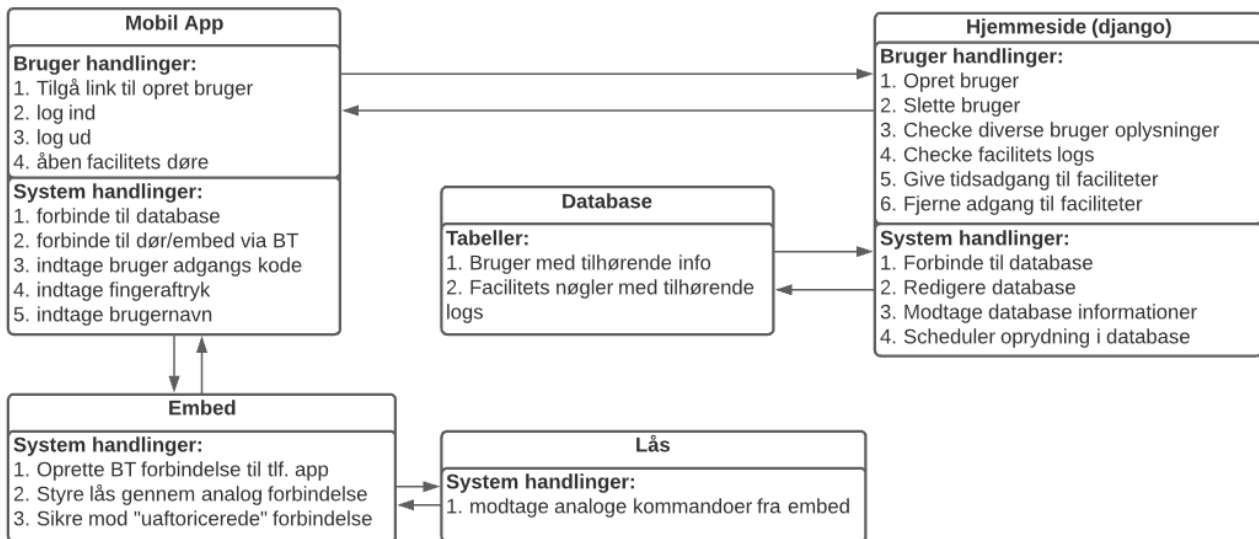 Mobil App
Bruger handlinger:
1. Tilgå link til opret bruger
2. log ind
3. log ud
4. åben facilitets døre
System handlinger:
1. forbinde til database
2. forbinde til dør/embed via BT
3. indtage bruger adgangs kode
4. indtage fingeraftryk
5. indtage brugernavn
Hjemmeside (django)
Bruger handlinger:
1. Opret bruger
2. Slette bruger
3. Checke diverse bruger oplysninger
4. Checke facilitets logs
5. Give tidsadgang til faciliteter
6. Fjerne adgang til faciliteter
System handlinger:
1. Forbinde til database
2. Redigere database
3. Modtage database informationer
4. Scheduler oprydning i database
Database
Tabeller:
1. Bruger med tilhørende info
2. Facilitets nøgler med tilhørende
logs
Embed
System handlinger:
1. Oprette BT forbindelse til tlf. app
2. Styre lås gennem analog forbindelse
3. Sikre mod "uaftoricerede" forbindelse
Lås
System handlinger:
1. modtage analoge kommandoer fra embed